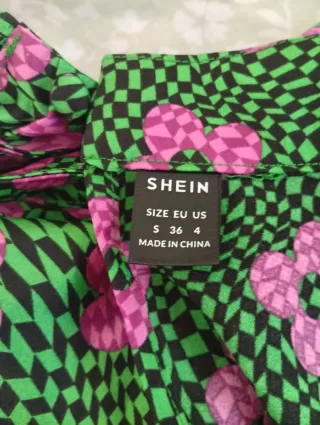 SHEIN
SIZE EU US
S 36 4
MADE IN CHINA